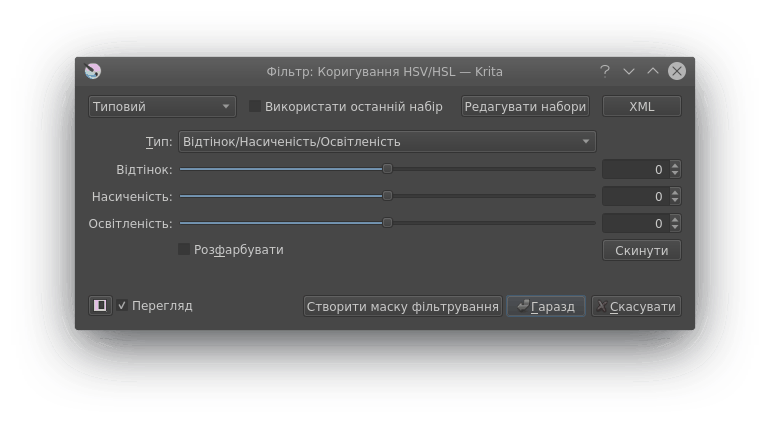 Фільтр: Коригування HSV/HSL — Krita
Типовий Використати останній набір Редагувати набори XML
Тип: Відтінок/Насиченість/Освітленість
Відтінок: 0
Насиченість: 0
Освітленість: 0
Розфарбувати Скинути
Перегляд Створити маску фільтрування Гаразд Скасувати